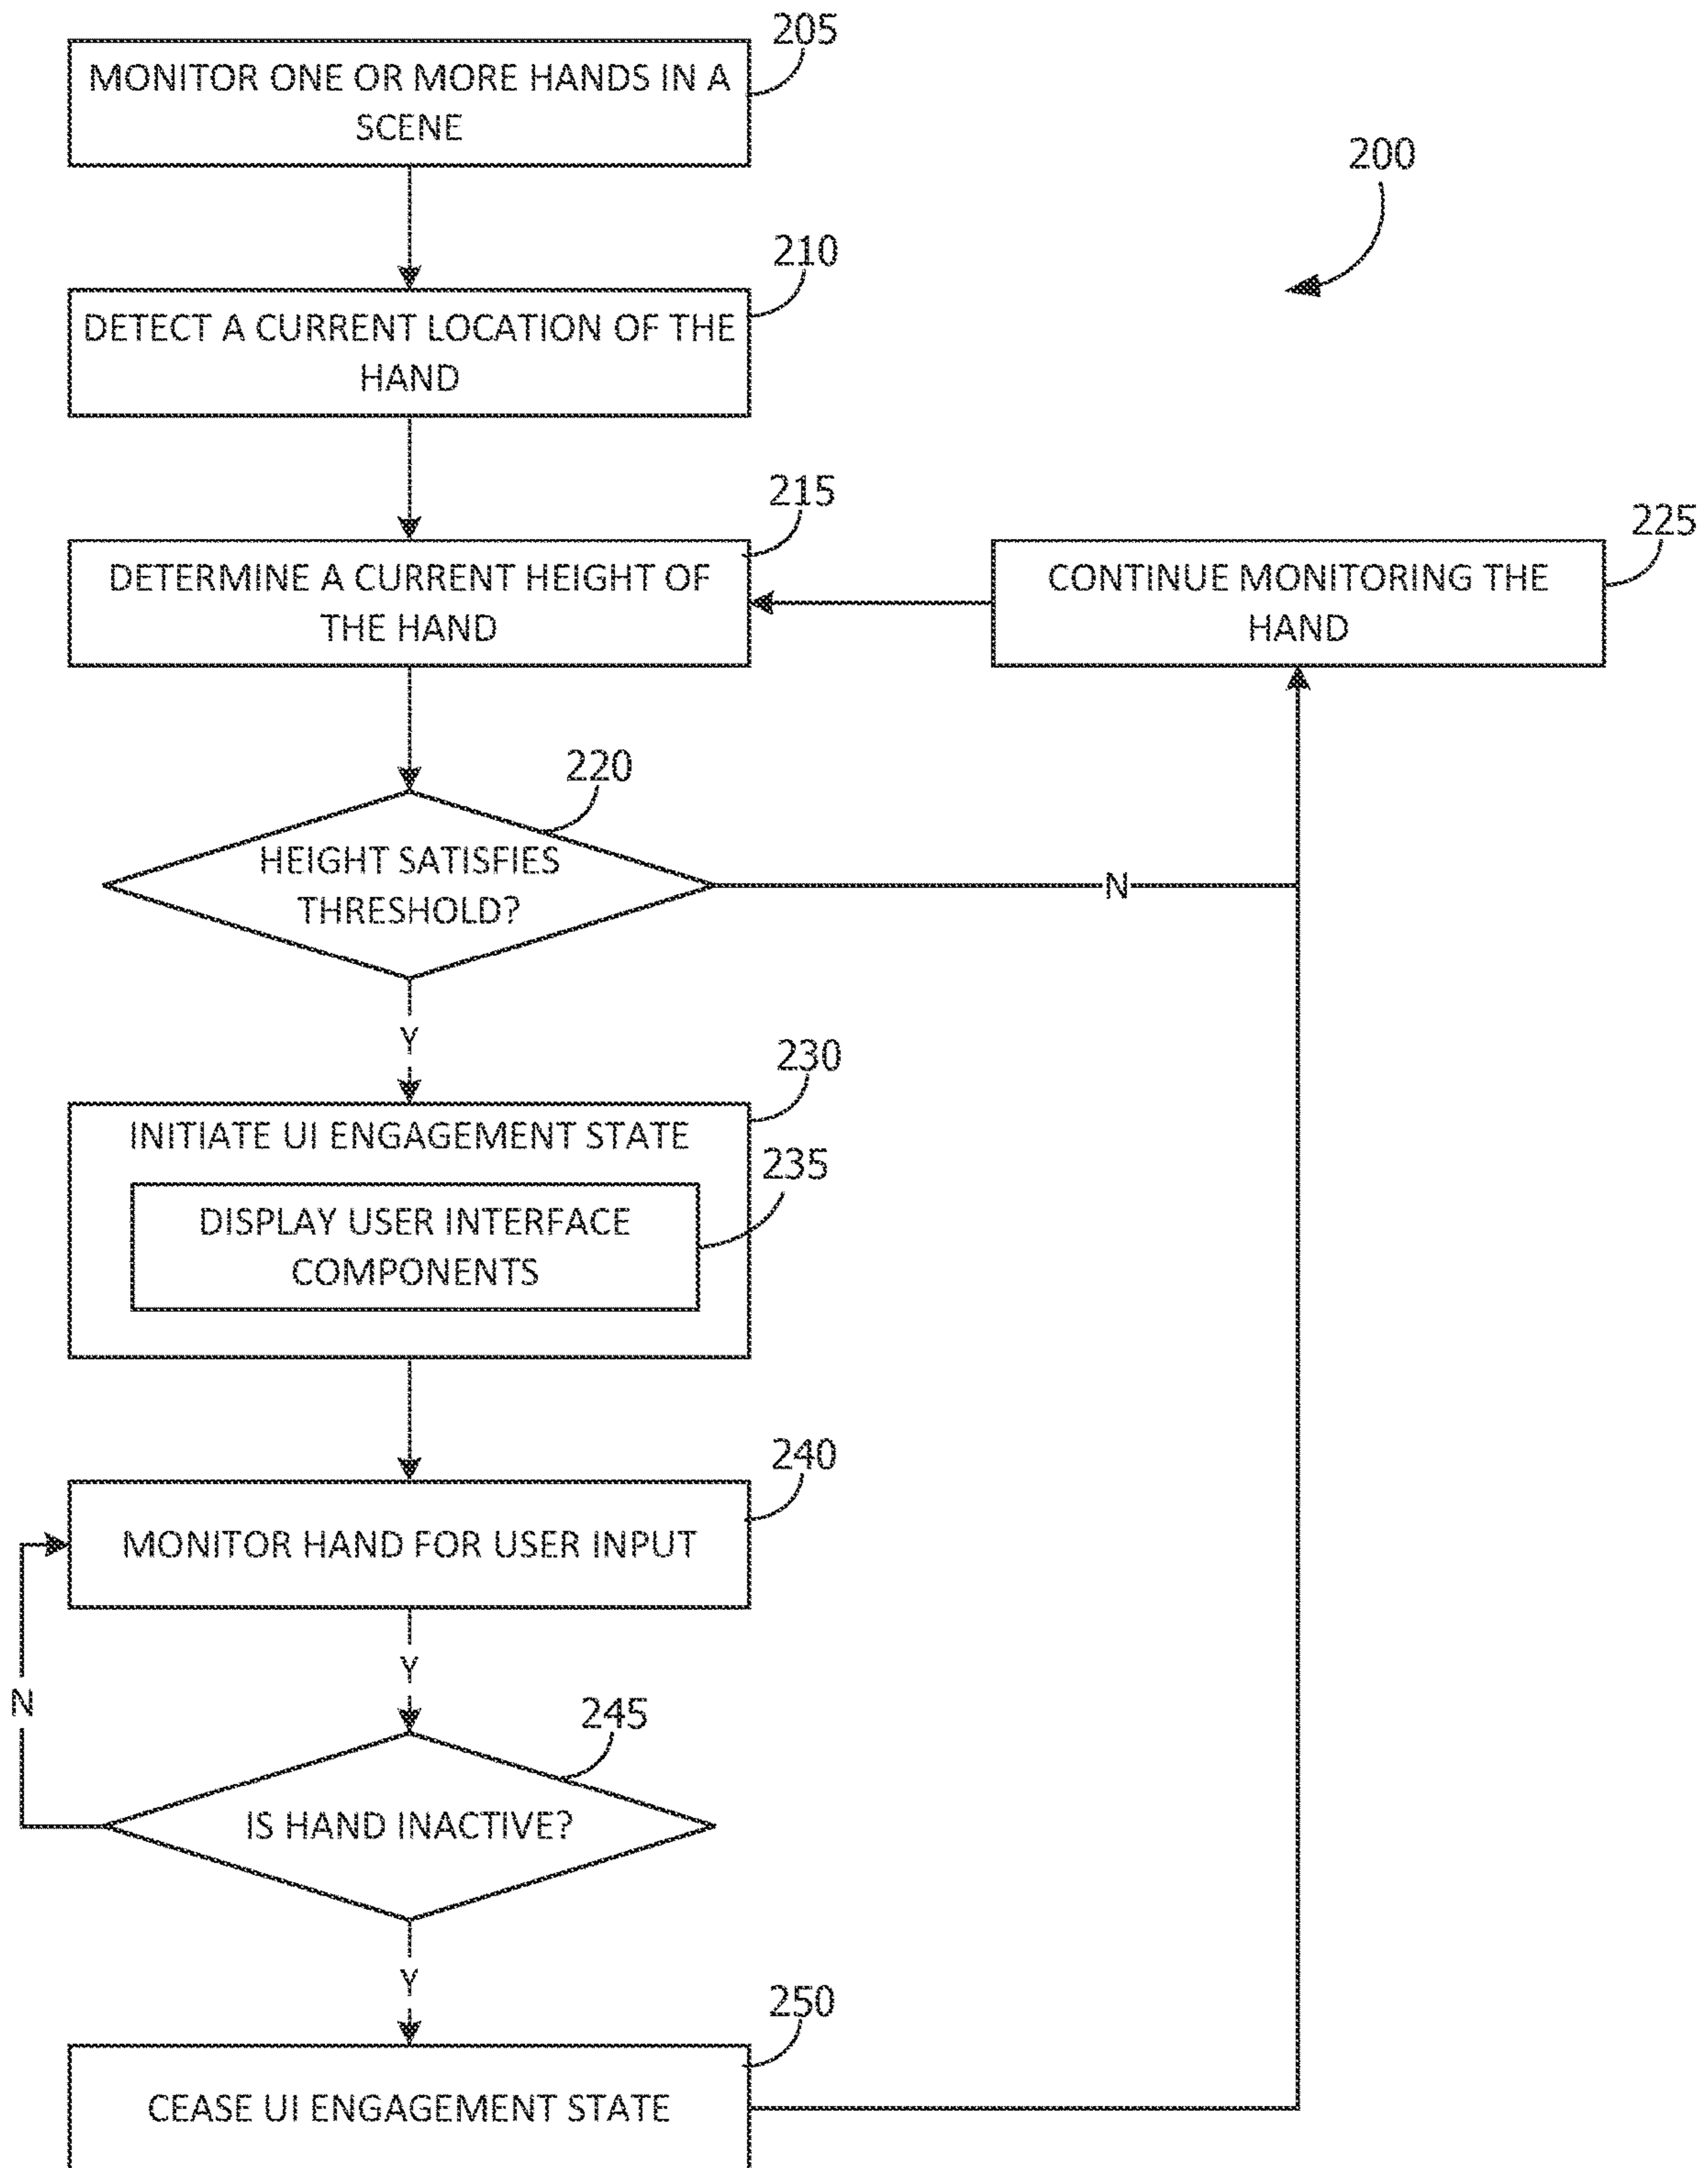 205
MONITOR ONE OR MORE HANDS IN A
SCENE
200
210
DETECT A CURRENT LOCATION OF THE
HAND
215
DETERMINE A CURRENT HEIGHT OF
THE HAND
225
CONTINUE MONITORING THE
HAND
220
HEIGHT SATISFIES
THRESHOLD?
N
Y
230
INITIATE UI ENGAGEMENT STATE
235
DISPLAY USER INTERFACE
COMPONENTS
240
MONITOR HAND FOR USER INPUT
Y
N
245
IS HAND INACTIVE?
Y
250
CEASE UI ENGAGEMENT STATE